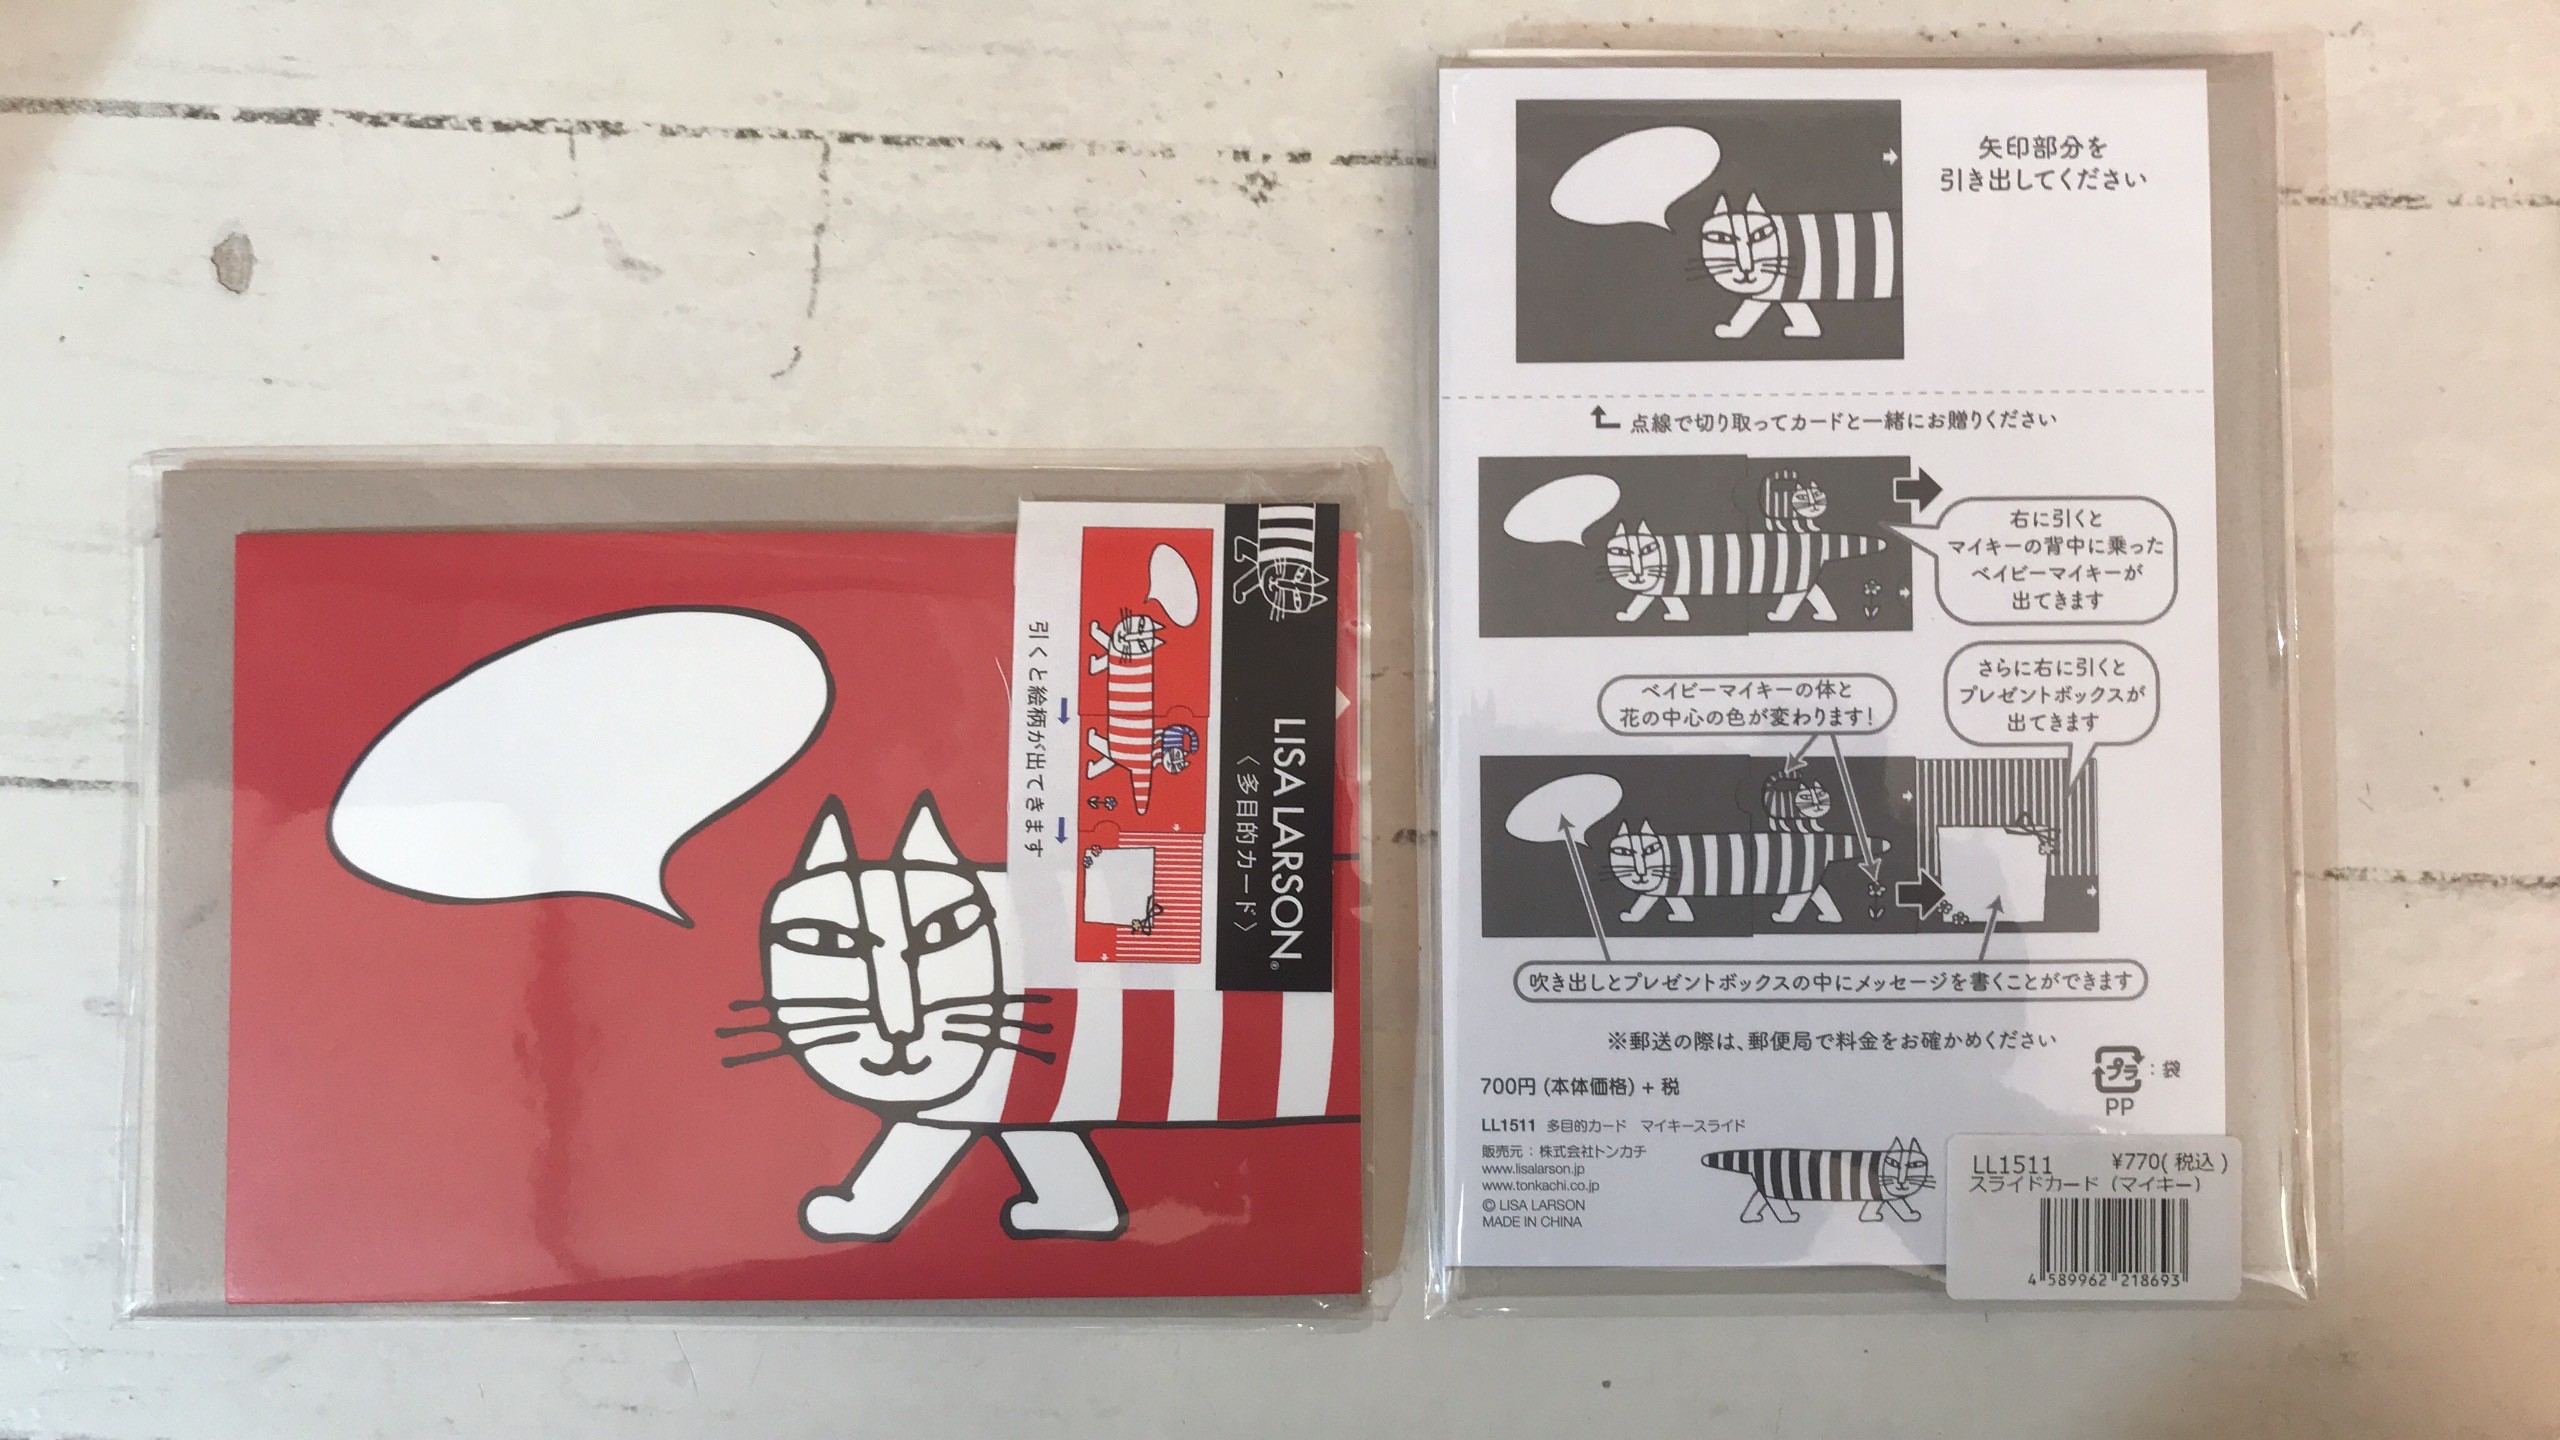 LISA LARSON®
〈多目的カード〉
引くと絵柄が出てきます
矢印部分を
引き出してください
点線で切り取ってカードと一緒にお贈りください
右に引くと
マイキーの背中に乗った
ベイビーマイキーが
出てきます
さらに右に引くと
プレゼントボックスが
出てきます
ベイビーマイキーの体と
花の中心の色が変わります!
吹き出しとプレゼントボックスの中にメッセージを書くことができます
※郵送の際は、郵便局で料金をお確かめください
プラ:袋
PP
700円(本体価格)+税
LL1511 多目的カード マイキースライド
販売元:株式会社トンカチ
www.lisalarson.jp
www.tonkachi.co.jp
© LISA LARSON
MADE IN CHINA
LL1511 ¥770(税込)
スライドカード(マイキー)
4 589962 218693